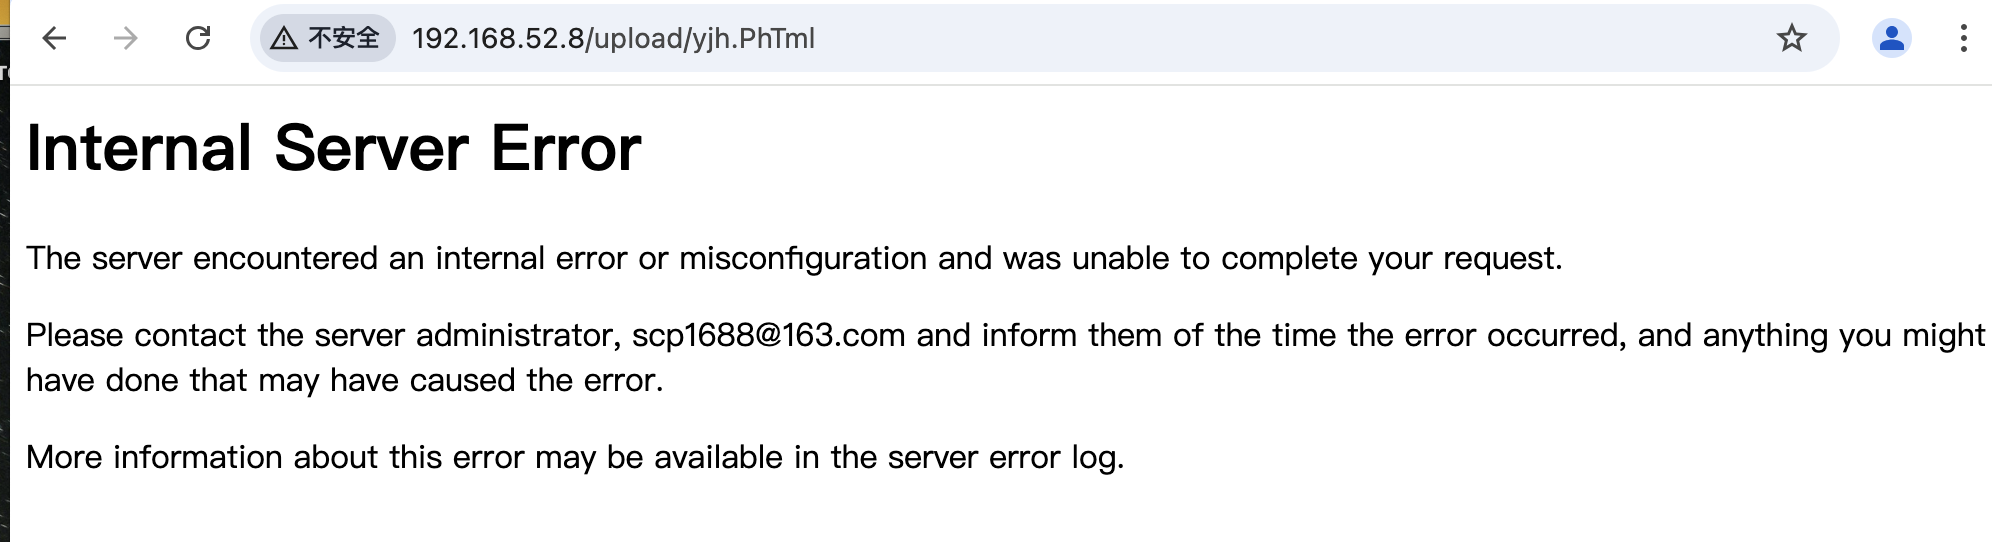 不安全 192.168.52.8/upload/yjh.PhTml
Internal Server Error
The server encountered an internal error or misconfiguration and was unable to complete your request.
Please contact the server administrator, scp1688@163.com and inform them of the time the error occurred, and anything you might
have done that may have caused the error.
More information about this error may be available in the server error log.